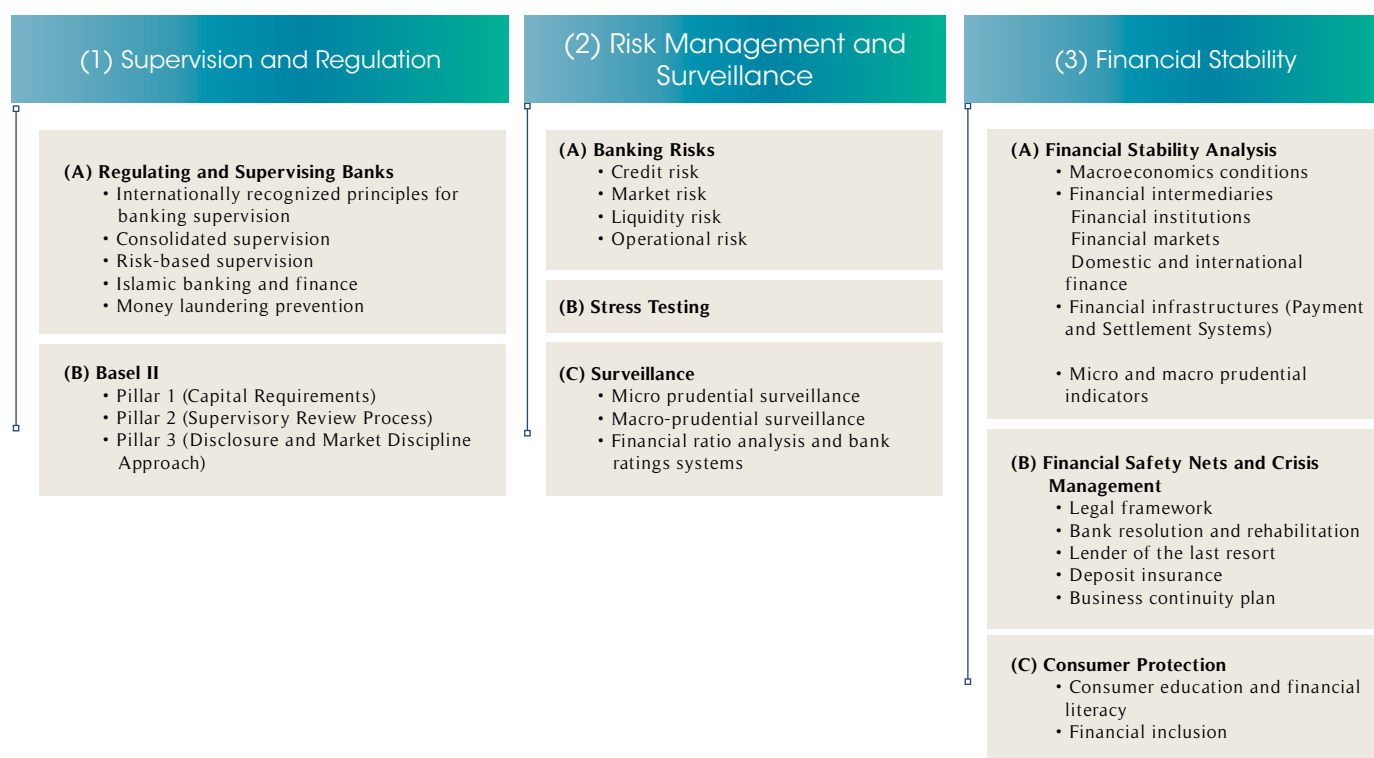 (1) Supervision and Regulation
(A) Regulating and Supervising Banks
• Internationally recognized principles for
banking supervision
• Consolidated supervision
• Risk-based supervision
• Islamic banking and finance
• Money laundering prevention
(B) Basel II
• Pillar 1 (Capital Requirements)
• Pillar 2 (Supervisory Review Process)
• Pillar 3 (Disclosure and Market Discipline
Approach)
(2) Risk Management and
Surveillance
(A) Banking Risks
• Credit risk
• Market risk
• Liquidity risk
• Operational risk
(B) Stress Testing
(C) Surveillance
• Micro prudential surveillance
• Macro-prudential surveillance
• Financial ratio analysis and bank
ratings systems
(3) Financial Stability
(A) Financial Stability Analysis
• Macroeconomics conditions
• Financial intermediaries
Financial institutions
Financial markets
Domestic and international
finance
• Financial infrastructures (Payment
and Settlement Systems)
• Micro and macro prudential
indicators
(B) Financial Safety Nets and Crisis
Management
• Legal framework
• Bank resolution and rehabilitation
• Lender of the last resort
• Deposit insurance
• Business continuity plan
(C) Consumer Protection
• Consumer education and financial
literacy
• Financial inclusion